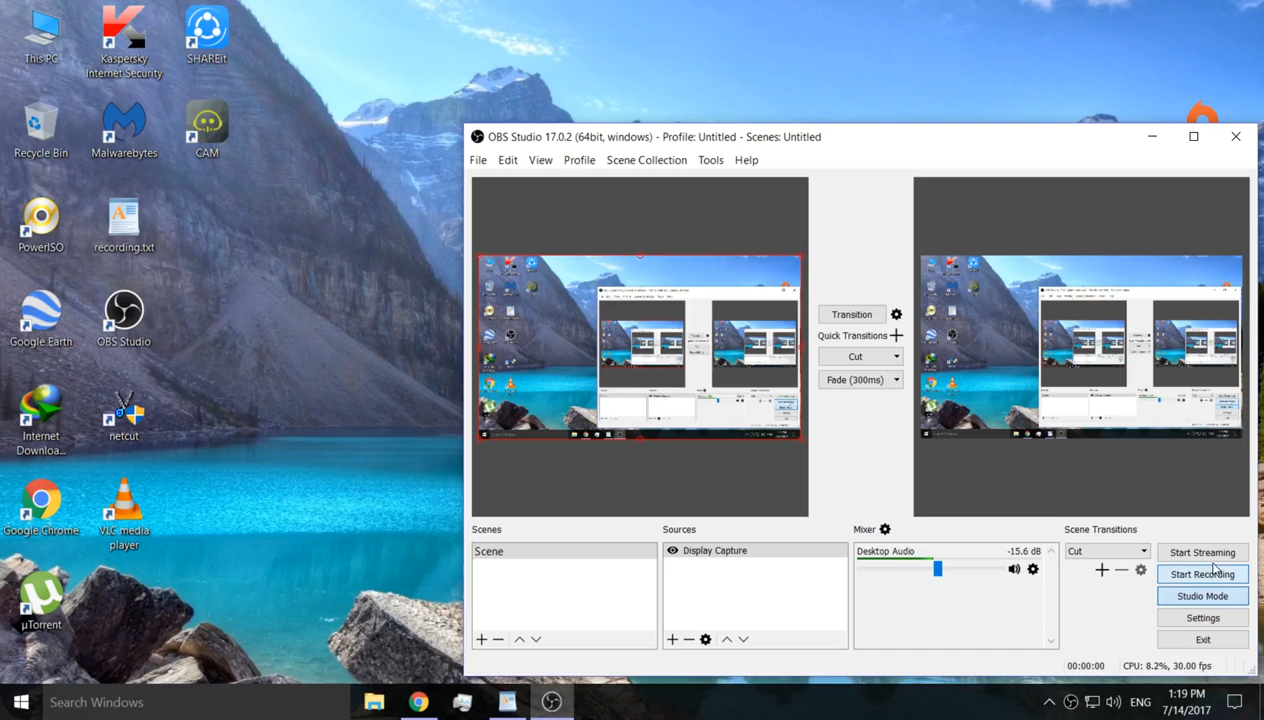 This PC
Kaspersky
Internet Security
SHAREit
Recycle Bin
Malwarebytes
CAM
PowerISO
recording.txt
Google Earth
OBS Studio
Internet
Downloa...
netcut
Google Chrome
VLC media
player
µTorrent
OBS Studio 17.0.2 (64bit, windows) - Profile: Untitled - Scenes: Untitled
File Edit View Profile Scene Collection Tools Help
Transition
Quick Transitions
Cut
Fade (300ms)
Scenes
Scene
Sources
Display Capture
Mixer
Desktop Audio -15.6 dB
Scene Transitions
Cut
Start Streaming
Start Recording
Studio Mode
Settings
Exit
00:00:00 CPU: 8.2%, 30.00 fps
Search Windows
ENG
1:19 PM
7/14/2017